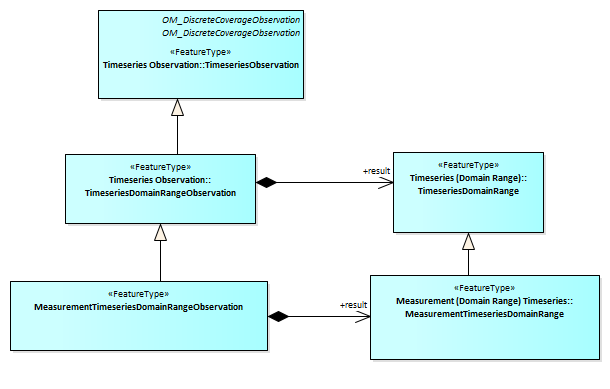 OM_DiscreteCoverageObservation
OM_DiscreteCoverageObservation
«FeatureType»
Timeseries Observation::TimeseriesObservation
«FeatureType»
Timeseries Observation::
TimeseriesDomainRangeObservation
+result
«FeatureType»
Timeseries (Domain Range)::
TimeseriesDomainRange
«FeatureType»
MeasurementTimeseriesDomainRangeObservation
+result
«FeatureType»
Measurement (Domain Range) Timeseries::
MeasurementTimeseriesDomainRange